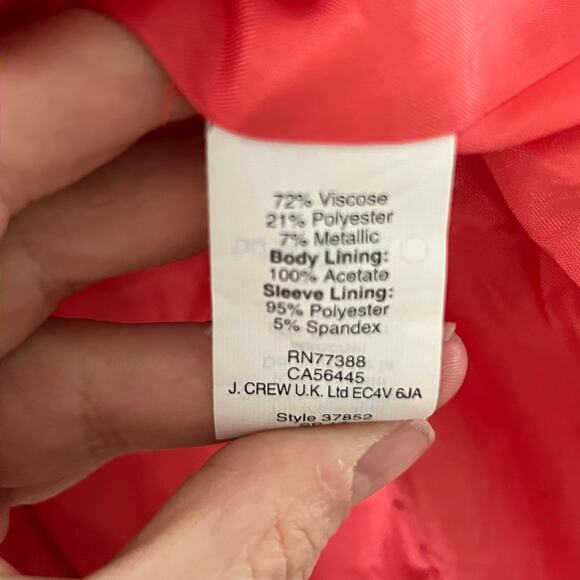 72% Viscose
21% Polyester
7% Metallic
Body Lining:
100% Acetate
Sleeve Lining:
95% Polyester
5% Spandex
RN77388
CA56445
J. CREW U.K. Ltd EC4V 6JA
Style 37852